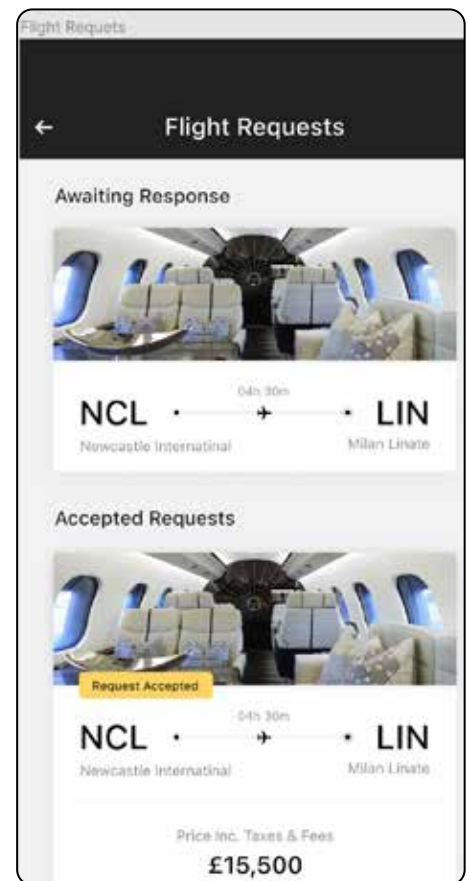 Flight Requets
Flight Requests
Awaiting Response
04h 30m
NCL LIN
Newcastle Internatinal Milan Linate
Accepted Requests
Request Accepted
04h 30m
NCL LIN
Newcastle Internatinal Milan Linate
Price Inc. Taxes & Fees
£15,500